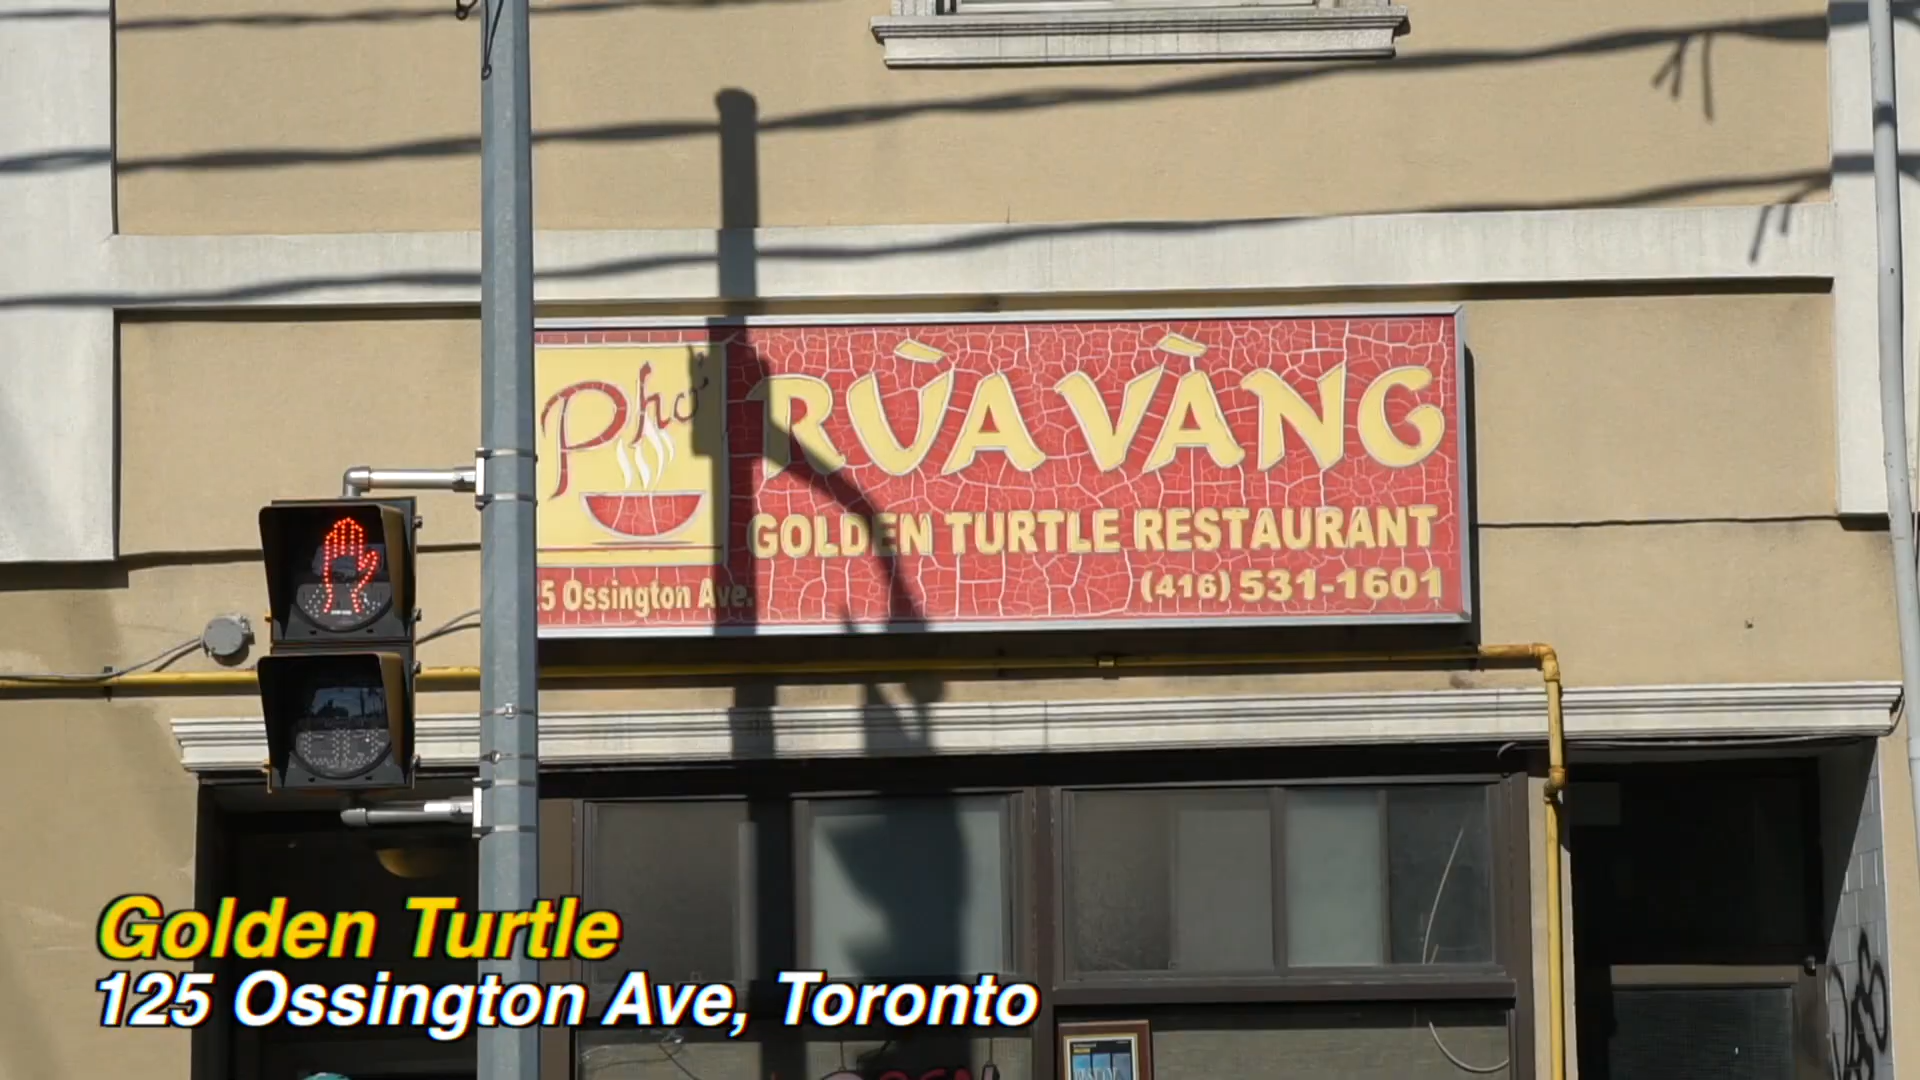 Phở
RÙA VÀNG
GOLDEN TURTLE RESTAURANT
5 Ossington Ave.
(416) 531-1601
Golden Turtle
125 Ossington Ave, Toronto